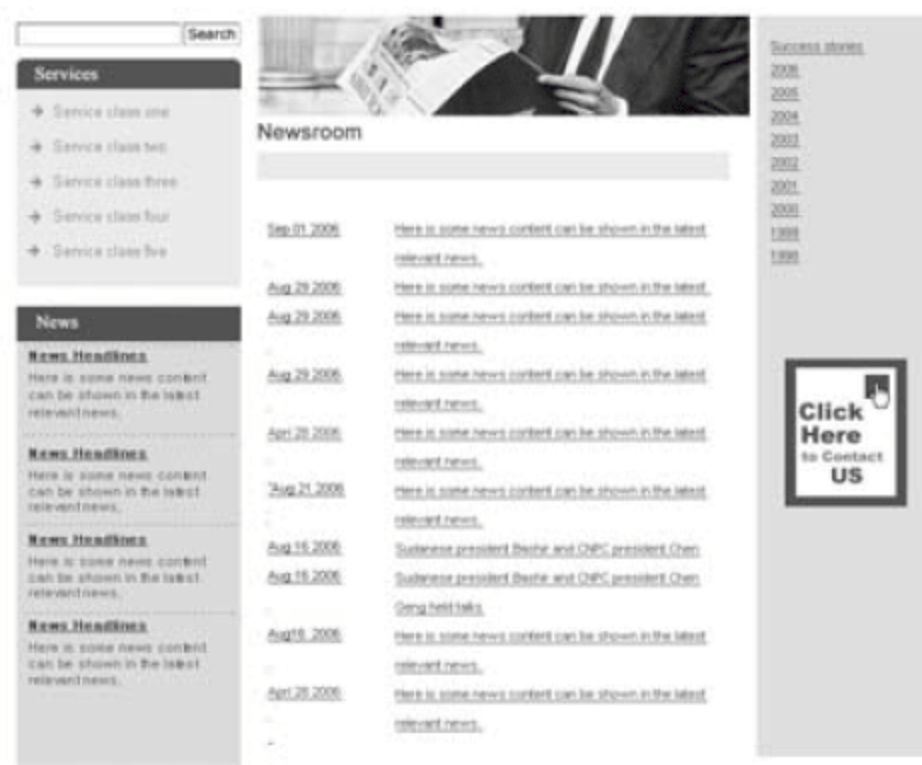 Search
Services
Service class one
Service class two
Service class three
Service class four
Service class five
News
News Headlines
Here is some news content
can be shown in the latest
relevant news.
News Headlines
Here is some news content
can be shown in the latest
relevant news.
News Headlines
Here is some news content
can be shown in the latest
relevant news.
News Headlines
Here is some news content
can be shown in the latest
relevant news.
Newsroom
Sep 01 2006 Here is some news content can be shown in the latest
relevant news.
Aug 29 2006 Here is some news content can be shown in the latest
Aug 29 2006 Here is some news content can be shown in the latest
relevant news.
Aug 29 2006 Here is some news content can be shown in the latest
relevant news.
Apri 28 2006 Here is some news content can be shown in the latest
relevant news.
"Aug 21 2006 Here is some news content can be shown in the latest
relevant news.
Aug 16 2006 Sudanese president Bashir and CNPC president Chen
Aug 16 2006 Sudanese president Bashir and CNPC president Chen
Geng held talks
Aug16 2006 Here is some news content can be shown in the latest
relevant news.
Apri 28 2006 Here is some news content can be shown in the latest
relevant news.
Success stories
2006
2005
2004
2003
2002
2001
2000
1998
Click
Here
to Contact
US